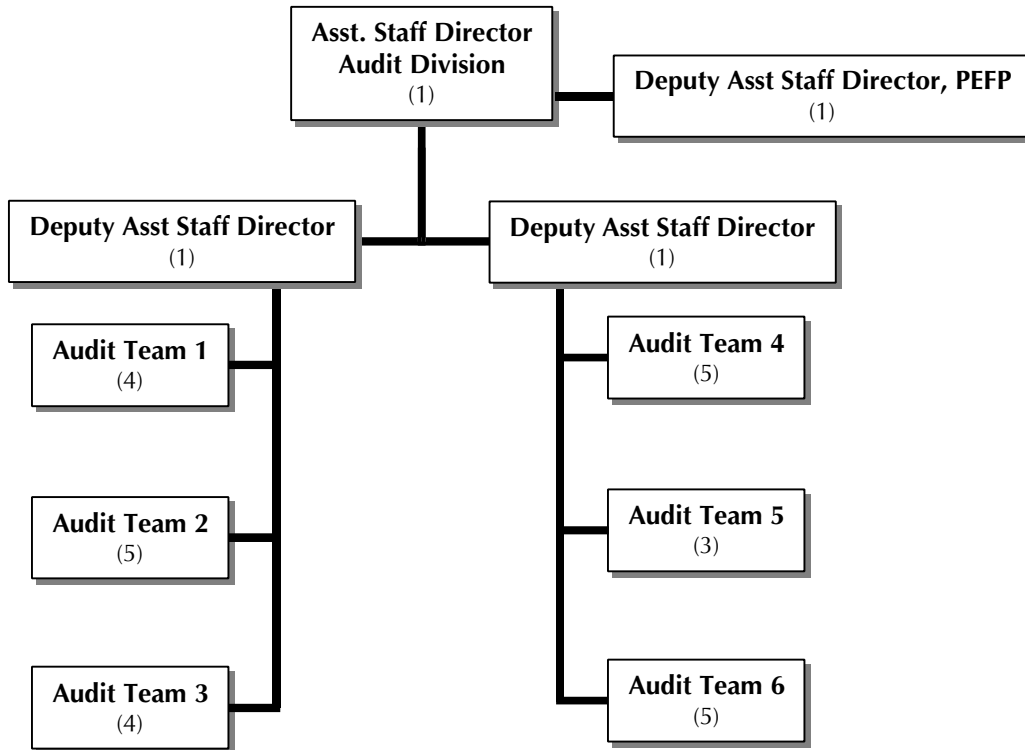 Asst. Staff Director
Audit Division
(1)
Deputy Asst Staff Director, PEFP
(1)
Deputy Asst Staff Director
(1)
Deputy Asst Staff Director
(1)
Audit Team 1
(4)
Audit Team 2
(5)
Audit Team 3
(4)
Audit Team 4
(5)
Audit Team 5
(3)
Audit Team 6
(5)